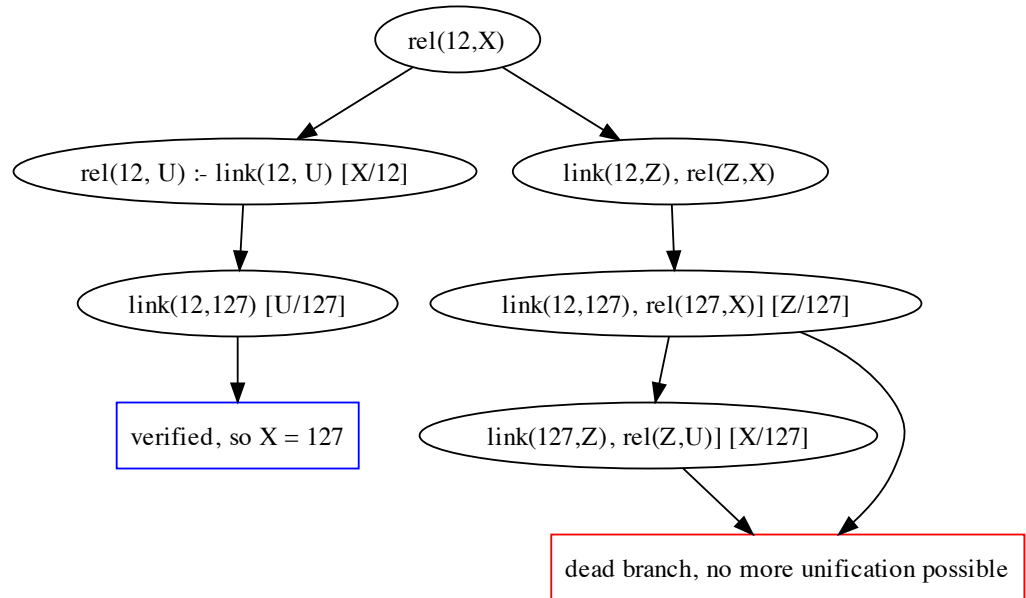 rel(12,X)
rel(12, U) :- link(12, U) [X/12]
link(12,Z), rel(Z,X)
link(12,127) [U/127]
link(12,127), rel(127,X)] [Z/127]
verified, so X = 127
link(127,Z), rel(Z,U)] [X/127]
dead branch, no more unification possible